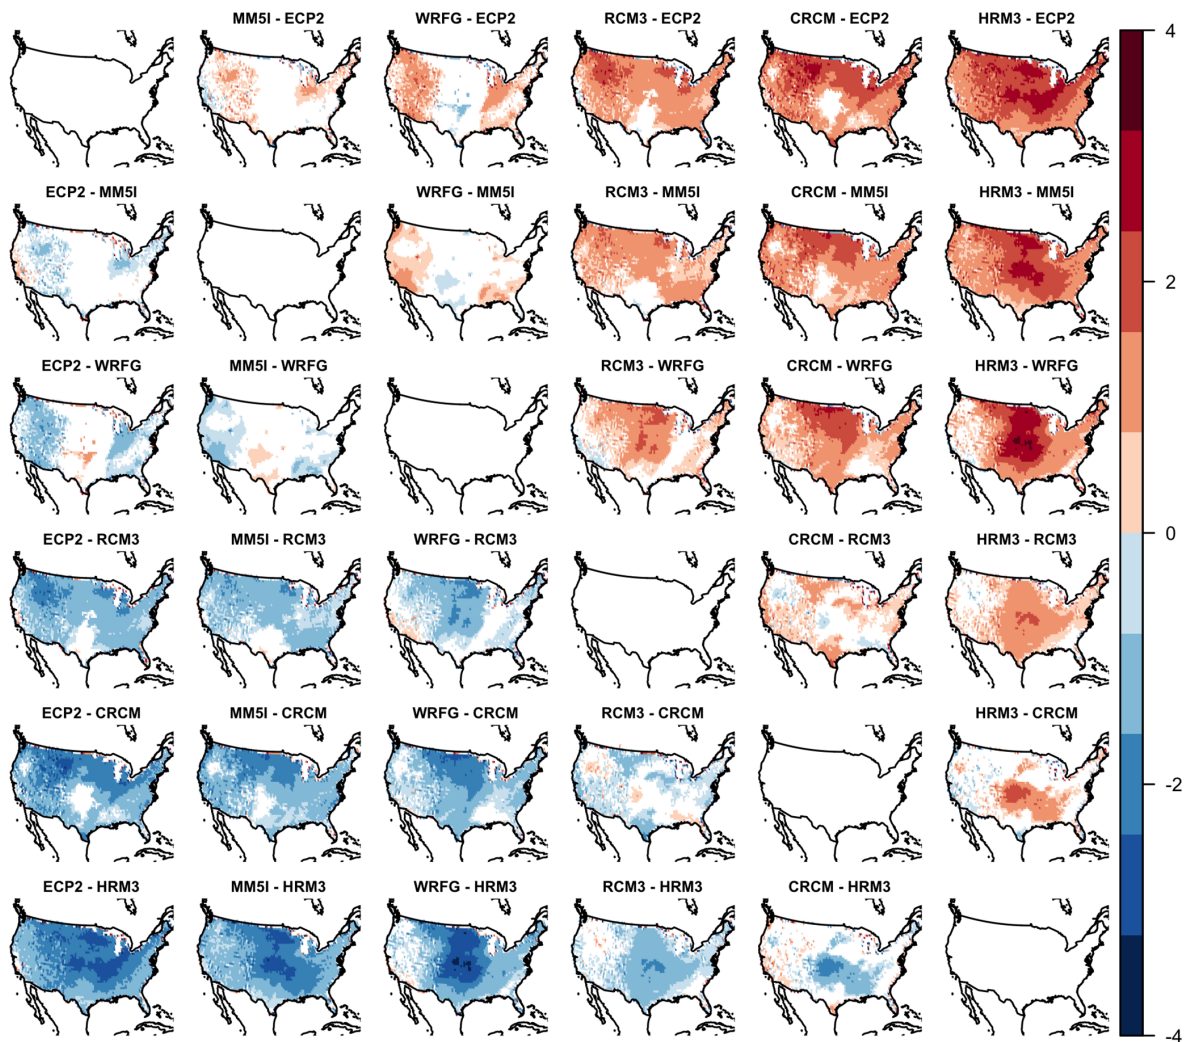 MM5I - ECP2
WRFG - ECP2
RCM3 - ECP2
CRCM - ECP2
HRM3 - ECP2
4
ECP2 - MM5I
WRFG - MM5I
RCM3 - MM5I
CRCM - MM5I
HRM3 - MM5I
2
ECP2 - WRFG
MM5I - WRFG
RCM3 - WRFG
CRCM - WRFG
HRM3 - WRFG
0
ECP2 - RCM3
MM5I - RCM3
WRFG - RCM3
CRCM - RCM3
HRM3 - RCM3
ECP2 - CRCM
MM5I - CRCM
WRFG - CRCM
RCM3 - CRCM
HRM3 - CRCM
-2
ECP2 - HRM3
MM5I - HRM3
WRFG - HRM3
RCM3 - HRM3
CRCM - HRM3
-4